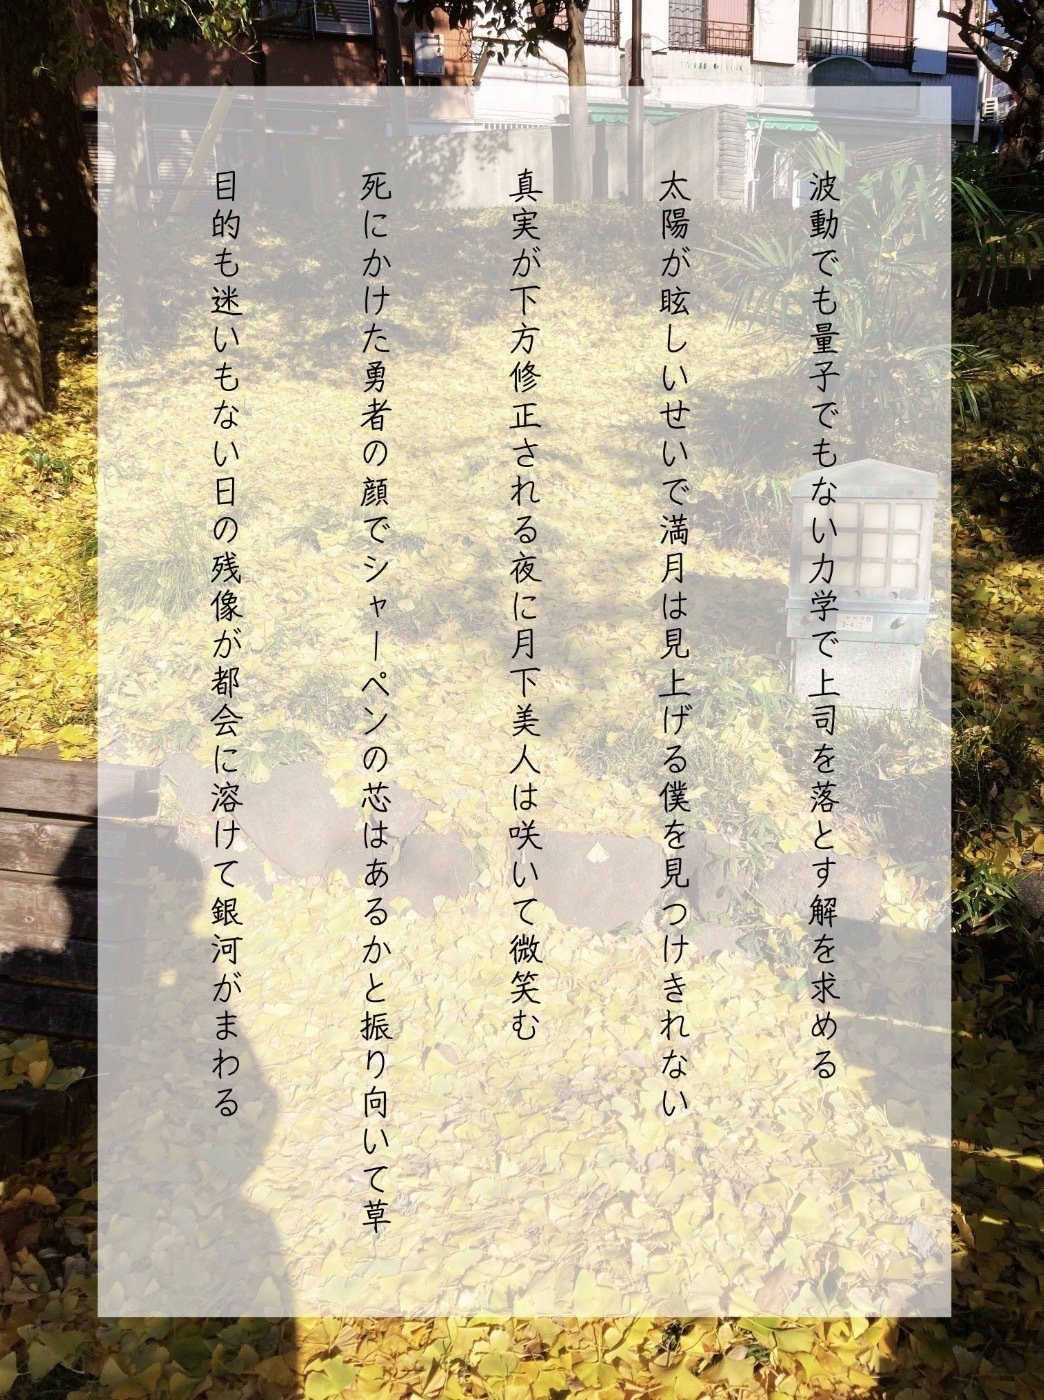 波動でも量子でもない力学で上司を落とす解を求める
太陽が眩しいせいで満月は見上げる僕を見つけきれない
真実が下方修正される夜に月下美人は咲いて微笑む
死にかけた勇者の顔でシャーペンの芯はあるかと振り向いて草
目的も迷いもない日の残像が都会に溶けて銀河がまわる